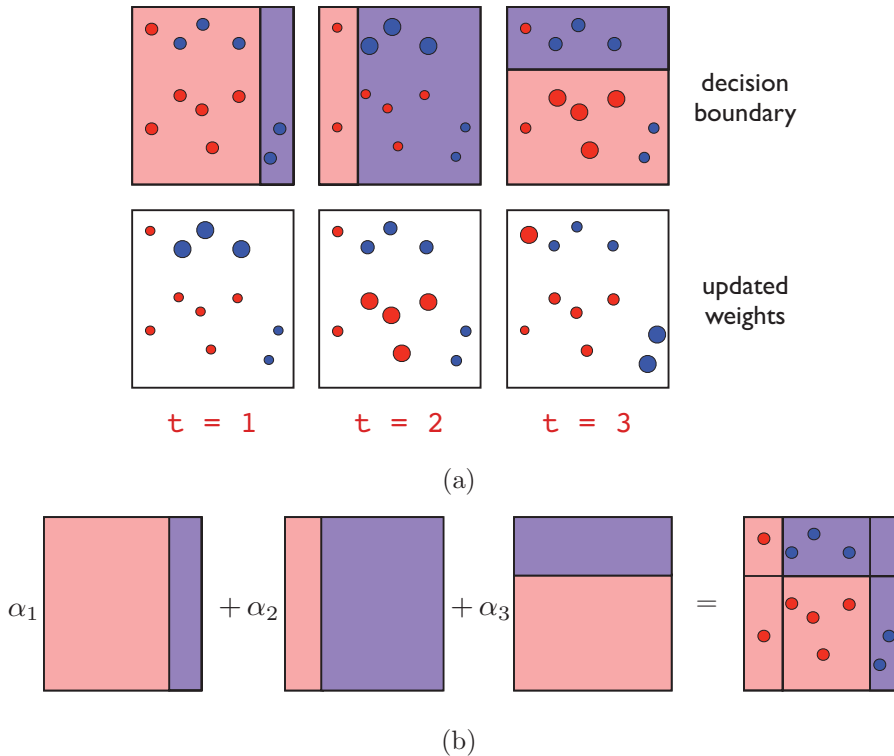 decision
boundary
updated
weights
t = 1 t = 2 t = 3
(a)
α1 + α2 + α3 =
(b)